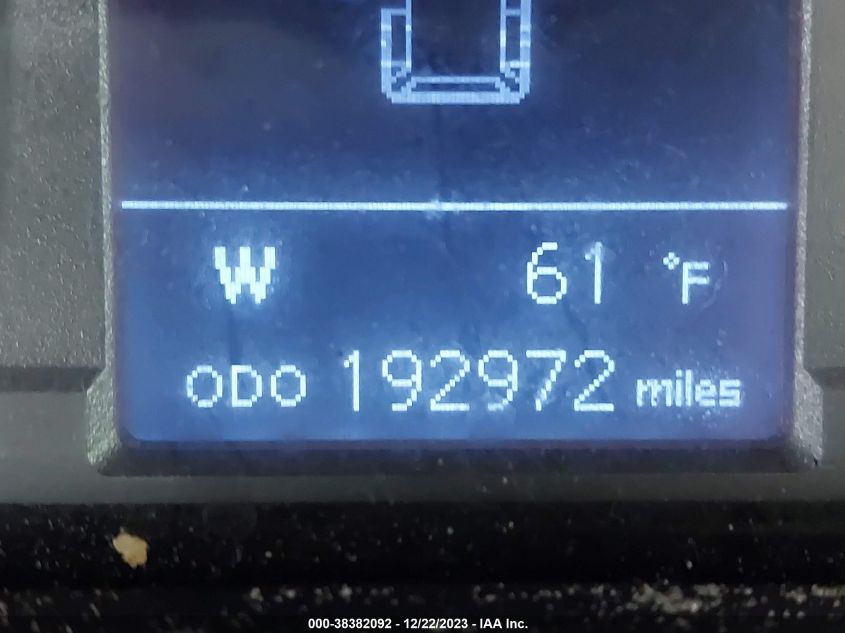 W 61 °F
ODO 192972 miles
000-38382092 - 12/22/2023 - IAA Inc.